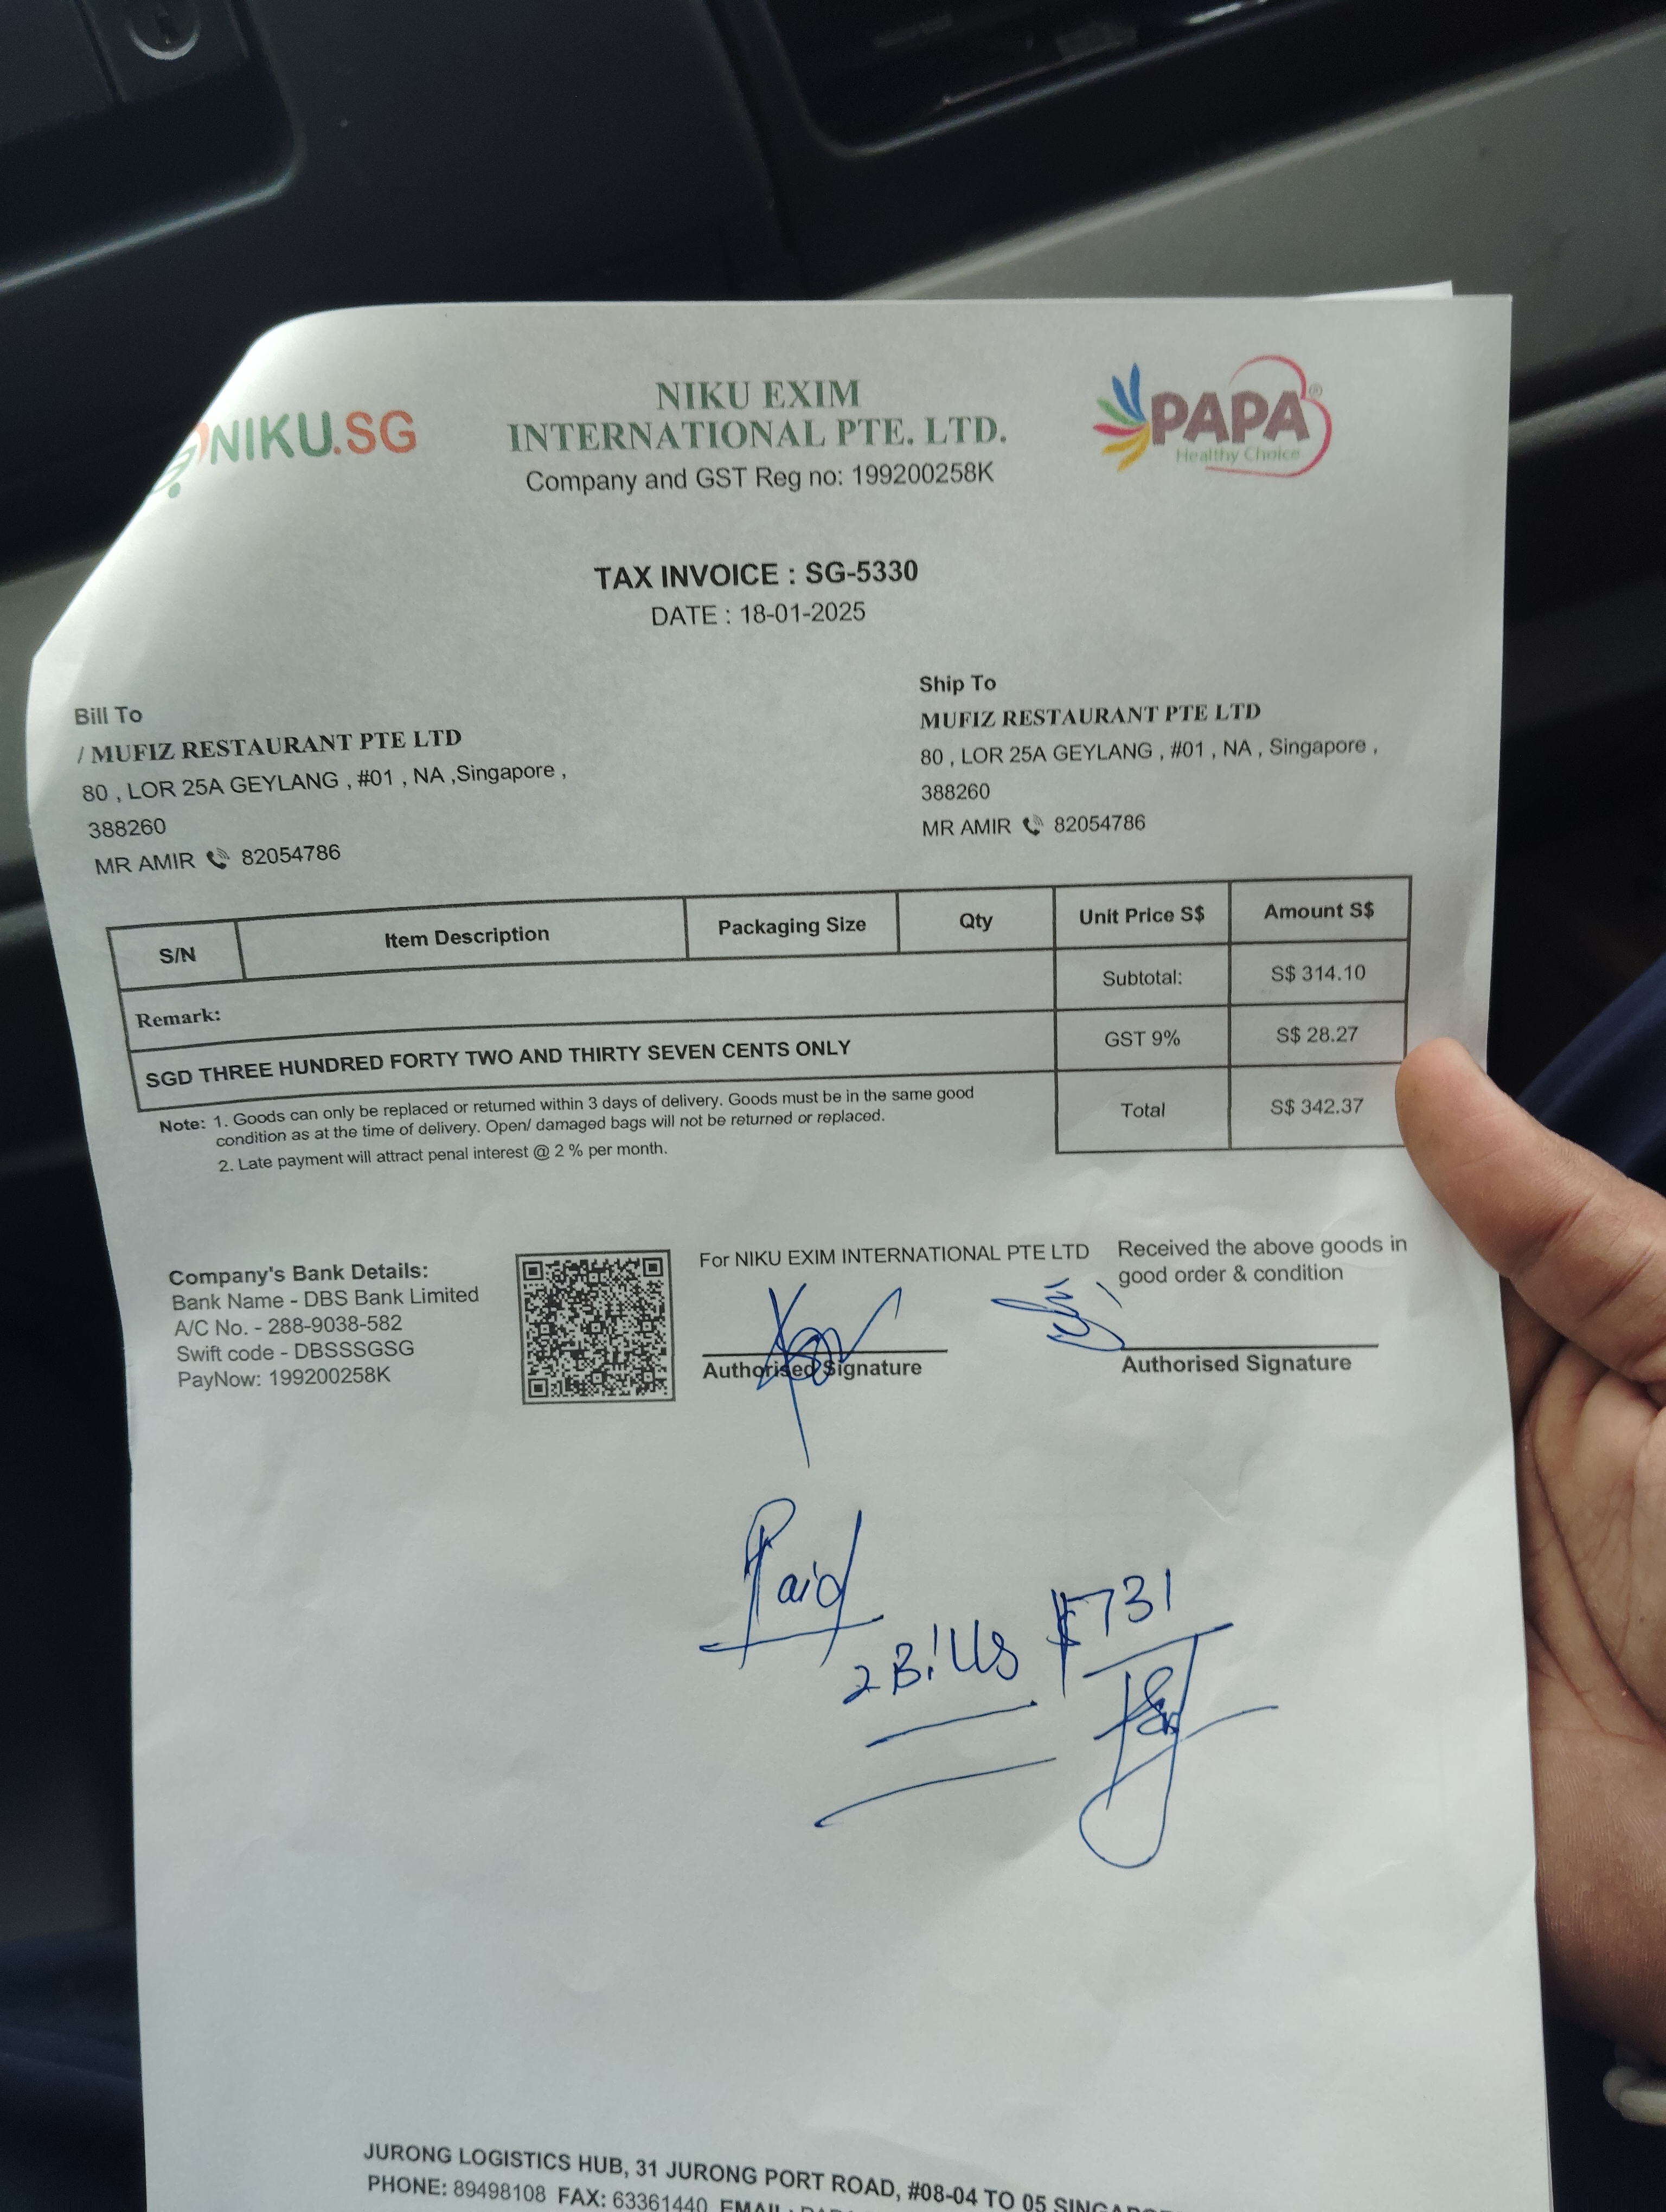 NIKU.SG
NIKU EXIM
INTERNATIONAL PTE. LTD.
Company and GST Reg no: 199200258K
PAPA®
Healthy Choice
TAX INVOICE : SG-5330
DATE : 18-01-2025
Bill To
/ MUFIZ RESTAURANT PTE LTD
80 , LOR 25A GEYLANG , #01 , NA ,Singapore ,
388260
MR AMIR 82054786
Ship To
MUFIZ RESTAURANT PTE LTD
80 , LOR 25A GEYLANG , #01 , NA , Singapore ,
388260
MR AMIR 82054786
S/N Item Description Packaging Size Qty Unit Price S$ Amount S$
Subtotal: S$ 314.10
Remark:
GST 9% S$ 28.27
SGD THREE HUNDRED FORTY TWO AND THIRTY SEVEN CENTS ONLY
Total S$ 342.37
Note: 1. Goods can only be replaced or returned within 3 days of delivery. Goods must be in the same good
condition as at the time of delivery. Open/ damaged bags will not be returned or replaced.
2. Late payment will attract penal interest @ 2 % per month.
Company's Bank Details:
Bank Name - DBS Bank Limited
A/C No. - 288-9038-582
Swift code - DBSSSGSG
PayNow: 199200258K
For NIKU EXIM INTERNATIONAL PTE LTD
Authorised Signature
Received the above goods in
good order & condition
Authorised Signature
Paid
2 Bills $731
JURONG LOGISTICS HUB, 31 JURONG PORT ROAD, #08-04 TO 05
PHONE: 89498108 FAX: 63361440 EMAIL :